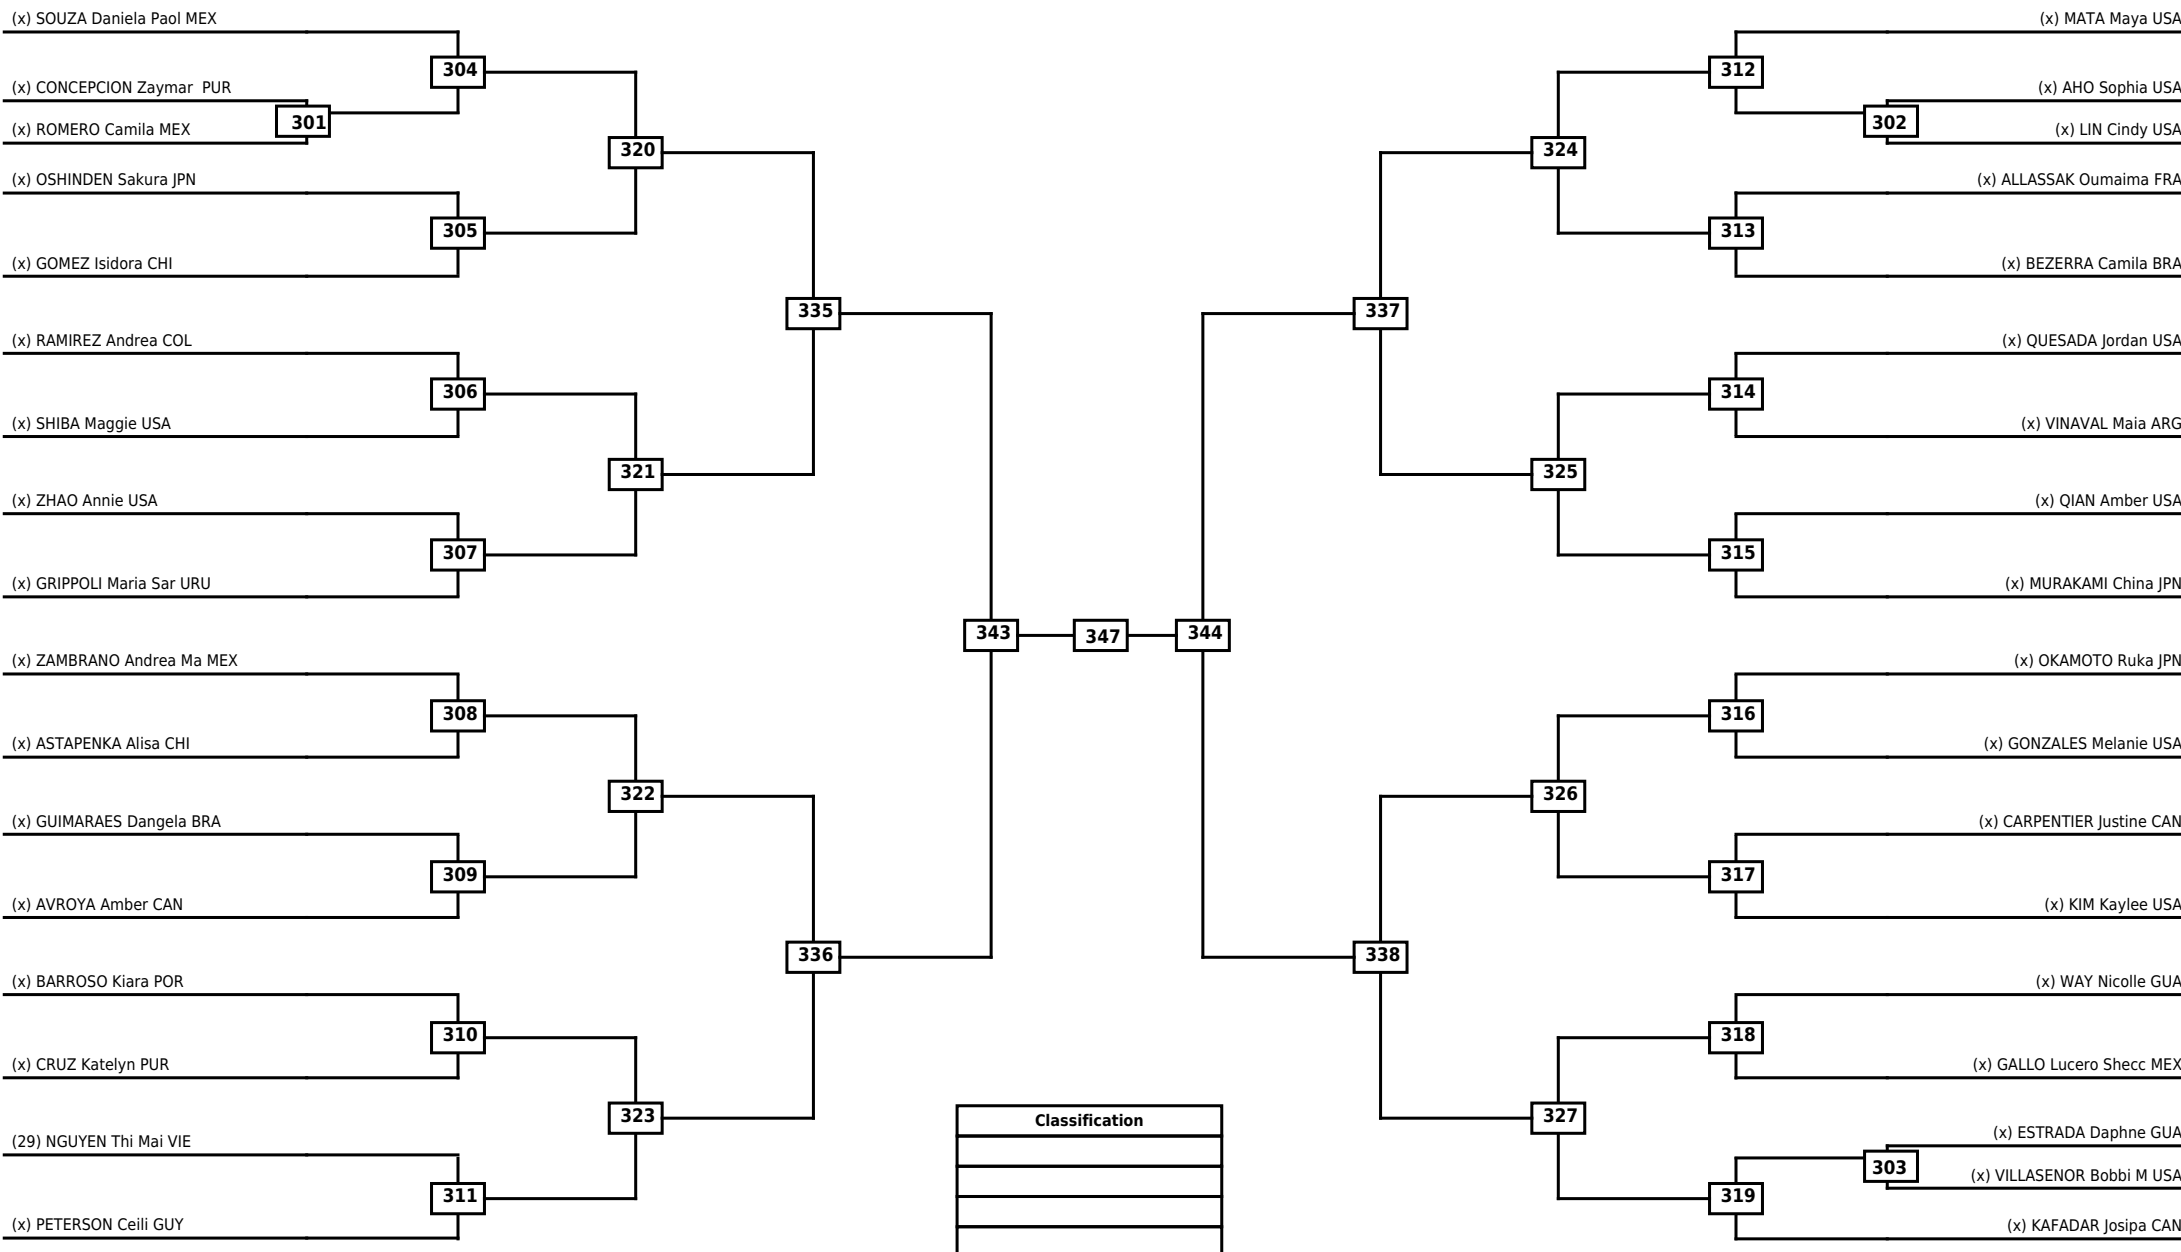 (x) SOUZA Daniela Paol MEX
304
(x) CONCEPCION Zaymar  PUR
301
(x) ROMERO Camila MEX
320
(x) OSHINDEN Sakura JPN
305
(x) GOMEZ Isidora CHI
335
(x) RAMIREZ Andrea COL
306
(x) SHIBA Maggie USA
321
(x) ZHAO Annie USA
307
(x) GRIPPOLI Maria Sar URU
343
347
344
(x) ZAMBRANO Andrea Ma MEX
308
(x) ASTAPENKA Alisa CHI
322
(x) GUIMARAES Dangela BRA
309
(x) AVROYA Amber CAN
336
(x) BARROSO Kiara POR
310
(x) CRUZ Katelyn PUR
323
(29) NGUYEN Thi Mai VIE
311
(x) PETERSON Ceili GUY
Classification
(x) MATA Maya USA
312
(x) AHO Sophia USA
302
(x) LIN Cindy USA
324
(x) ALLASSAK Oumaima FRA
313
(x) BEZERRA Camila BRA
337
(x) QUESADA Jordan USA
314
(x) VINAVAL Maia ARG
325
(x) QIAN Amber USA
315
(x) MURAKAMI China JPN
(x) OKAMOTO Ruka JPN
316
(x) GONZALES Melanie USA
326
(x) CARPENTIER Justine CAN
317
(x) KIM Kaylee USA
338
(x) WAY Nicolle GUA
318
(x) GALLO Lucero Shecc MEX
327
(x) ESTRADA Daphne GUA
303
(x) VILLASENOR Bobbi M USA
319
(x) KAFADAR Josipa CAN